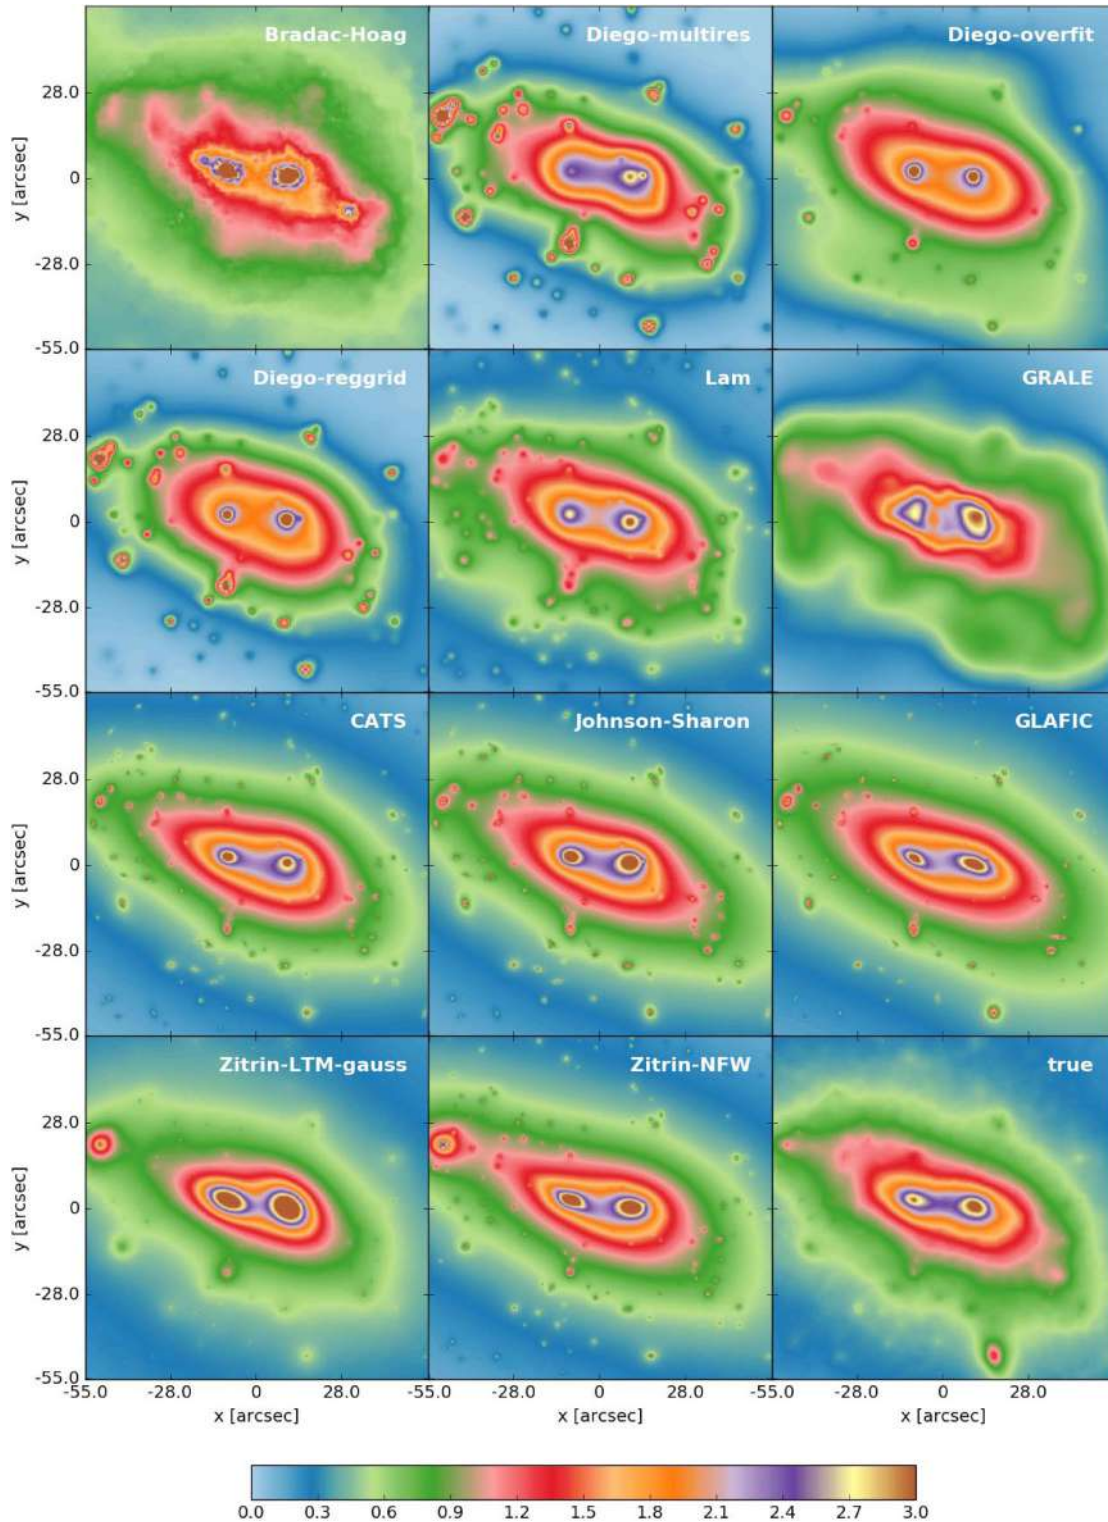 Bradac-Hoag Diego-multires Diego-overfit
28.0
0
-28.0
-55.0
y [arcsec]
Diego-reggrid Lam GRALE
28.0
0
-28.0
-55.0
y [arcsec]
CATS Johnson-Sharon GLAFIC
28.0
0
-28.0
-55.0
y [arcsec]
Zitrin-LTM-gauss Zitrin-NFW true
28.0
0
-28.0
-55.0
y [arcsec]
-55.0 -28.0 0 28.0 -55.0 -28.0 0 28.0 -55.0 -28.0 0 28.0
x [arcsec] x [arcsec] x [arcsec]
0.0 0.3 0.6 0.9 1.2 1.5 1.8 2.1 2.4 2.7 3.0